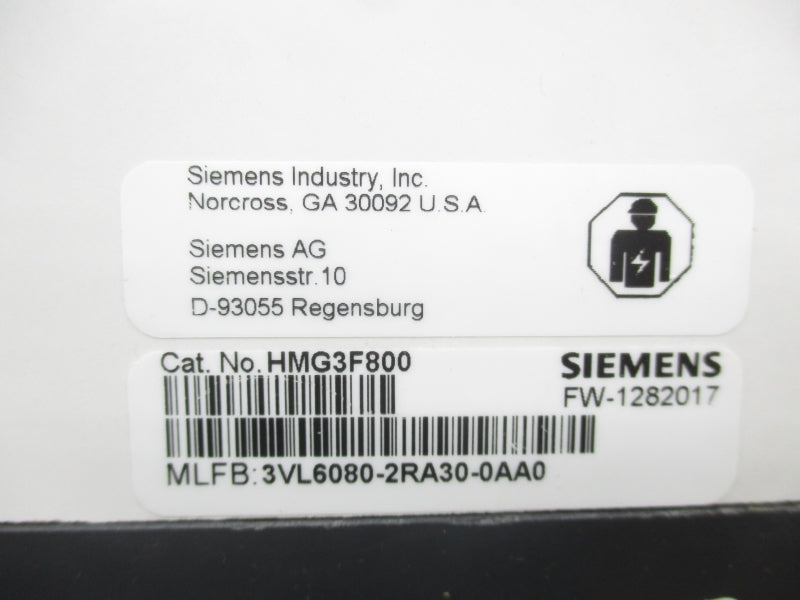 Siemens Industry, Inc.
Norcross, GA 30092 U.S.A.
Siemens AG
Siemensstr.10
D-93055 Regensburg
Cat. No. HMG3F800
SIEMENS
FW-1282017
MLFB: 3VL6080-2RA30-0AA0